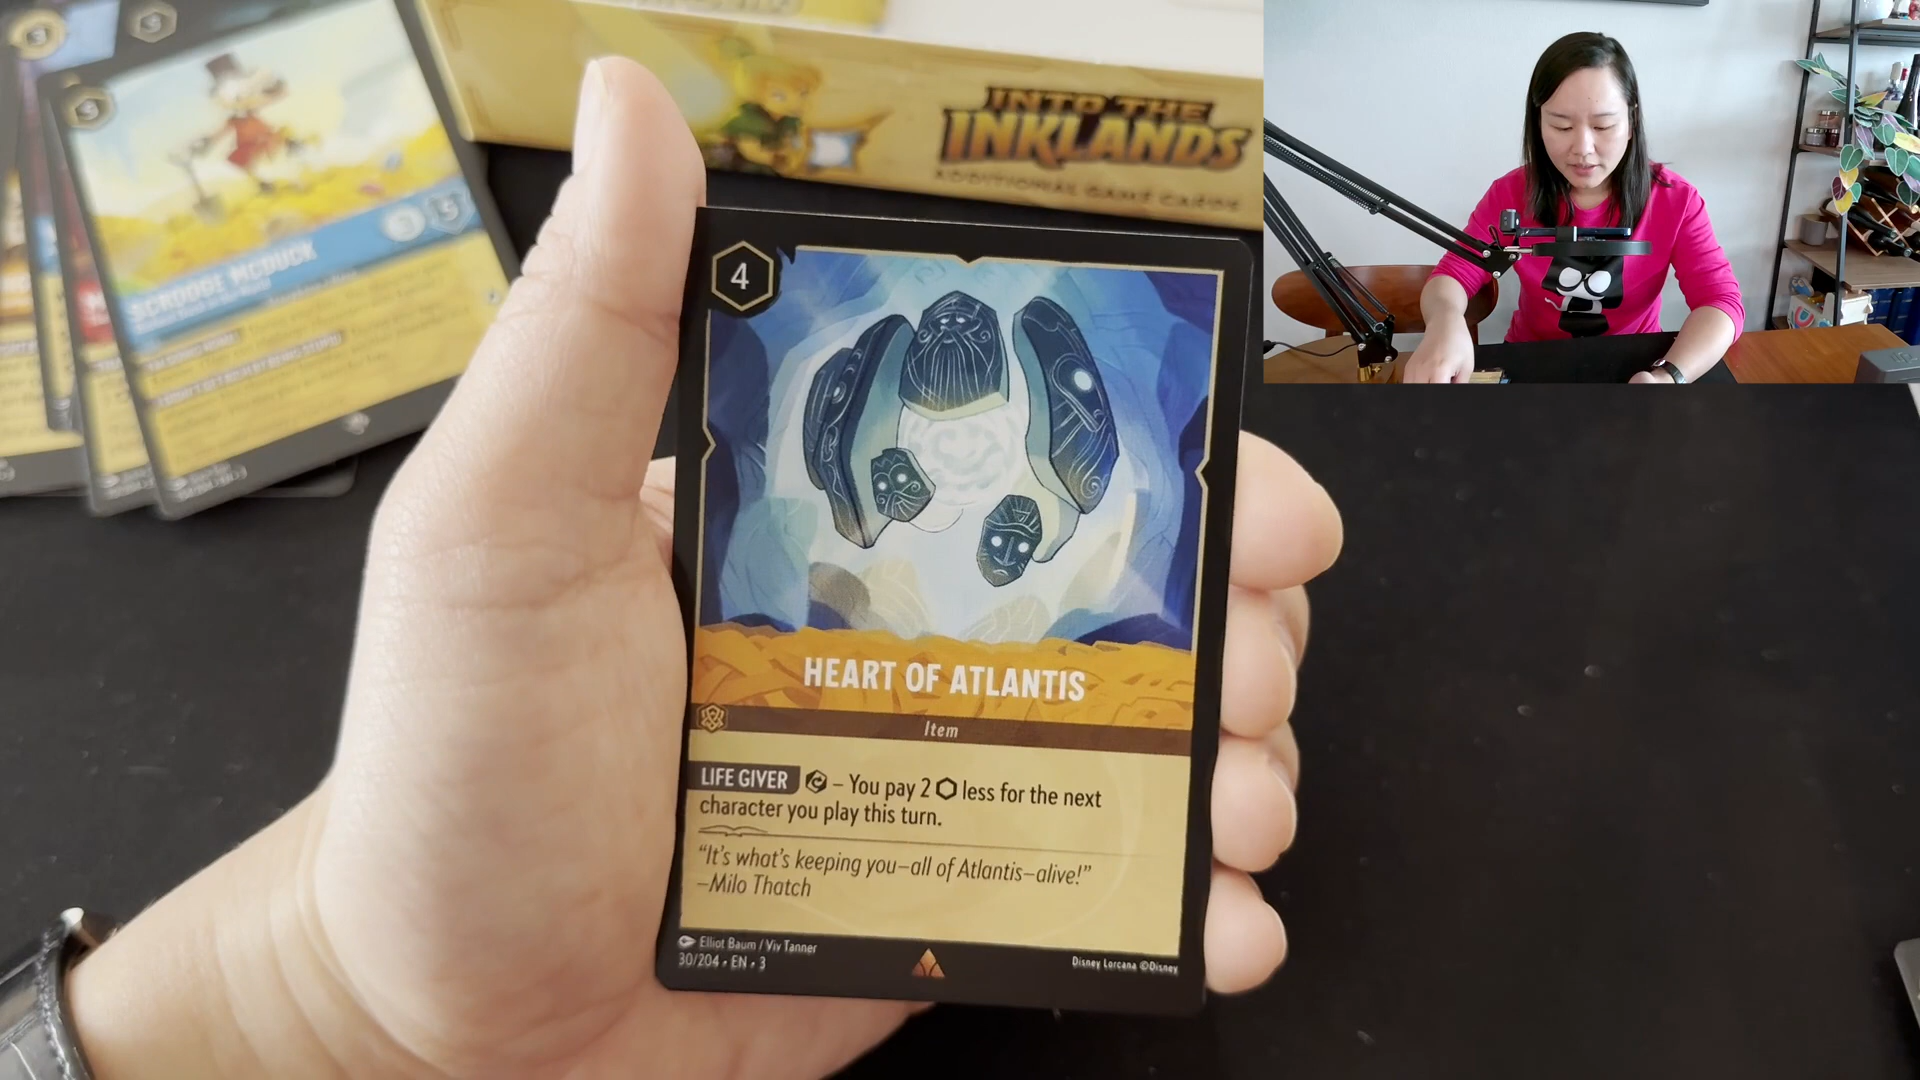 INTO THE
INKLANDS
ADDITIONAL GAME CARDS
SCROOGE MCDUCK
4
HEART OF ATLANTIS
Item
LIFE GIVER – You pay 2 less for the next
character you play this turn.
“It’s what’s keeping you–all of Atlantis–alive!”
–Milo Thatch
Elliot Baum / Viv Tanner
30/204 • EN • 3
Disney Lorcana ©Disney